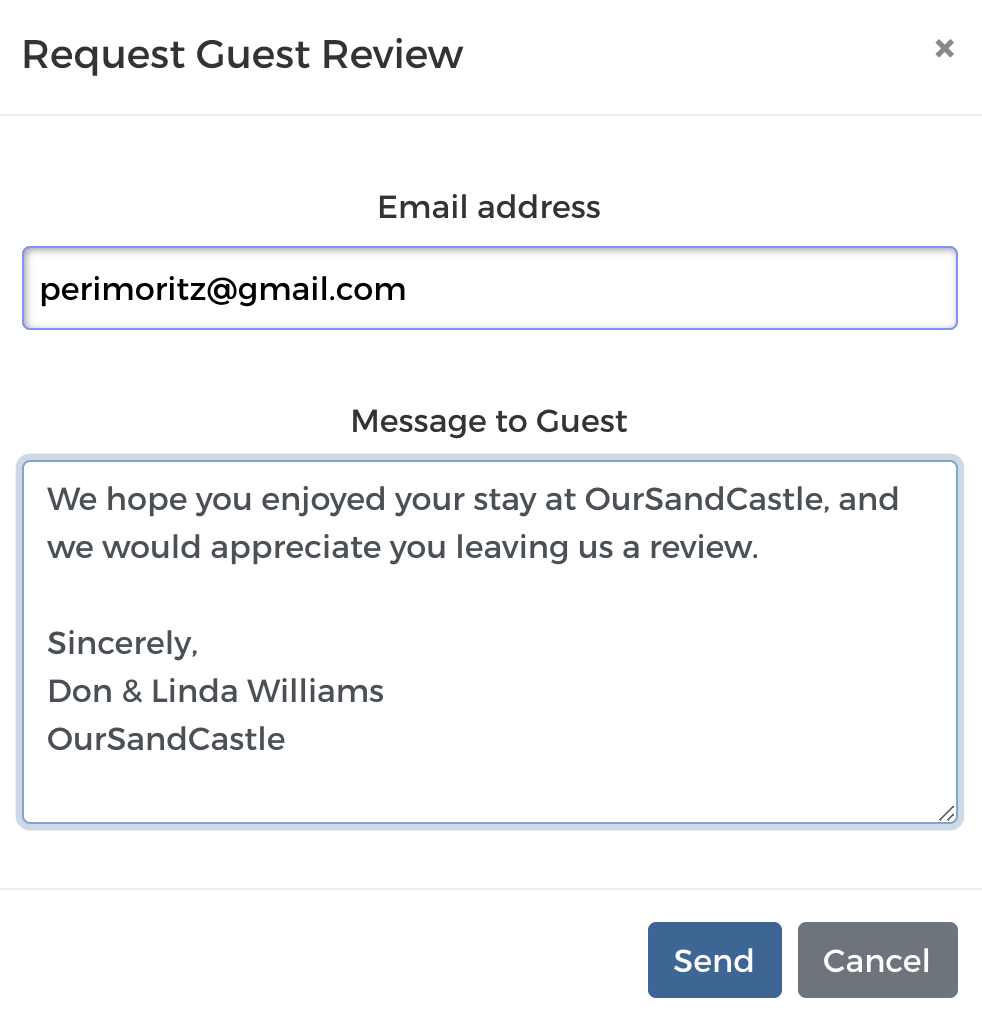 Request Guest Review ×
Email address
perimoritz@gmail.com
Message to Guest
We hope you enjoyed your stay at OurSandCastle, and
we would appreciate you leaving us a review.
Sincerely,
Don & Linda Williams
OurSandCastle
Send Cancel